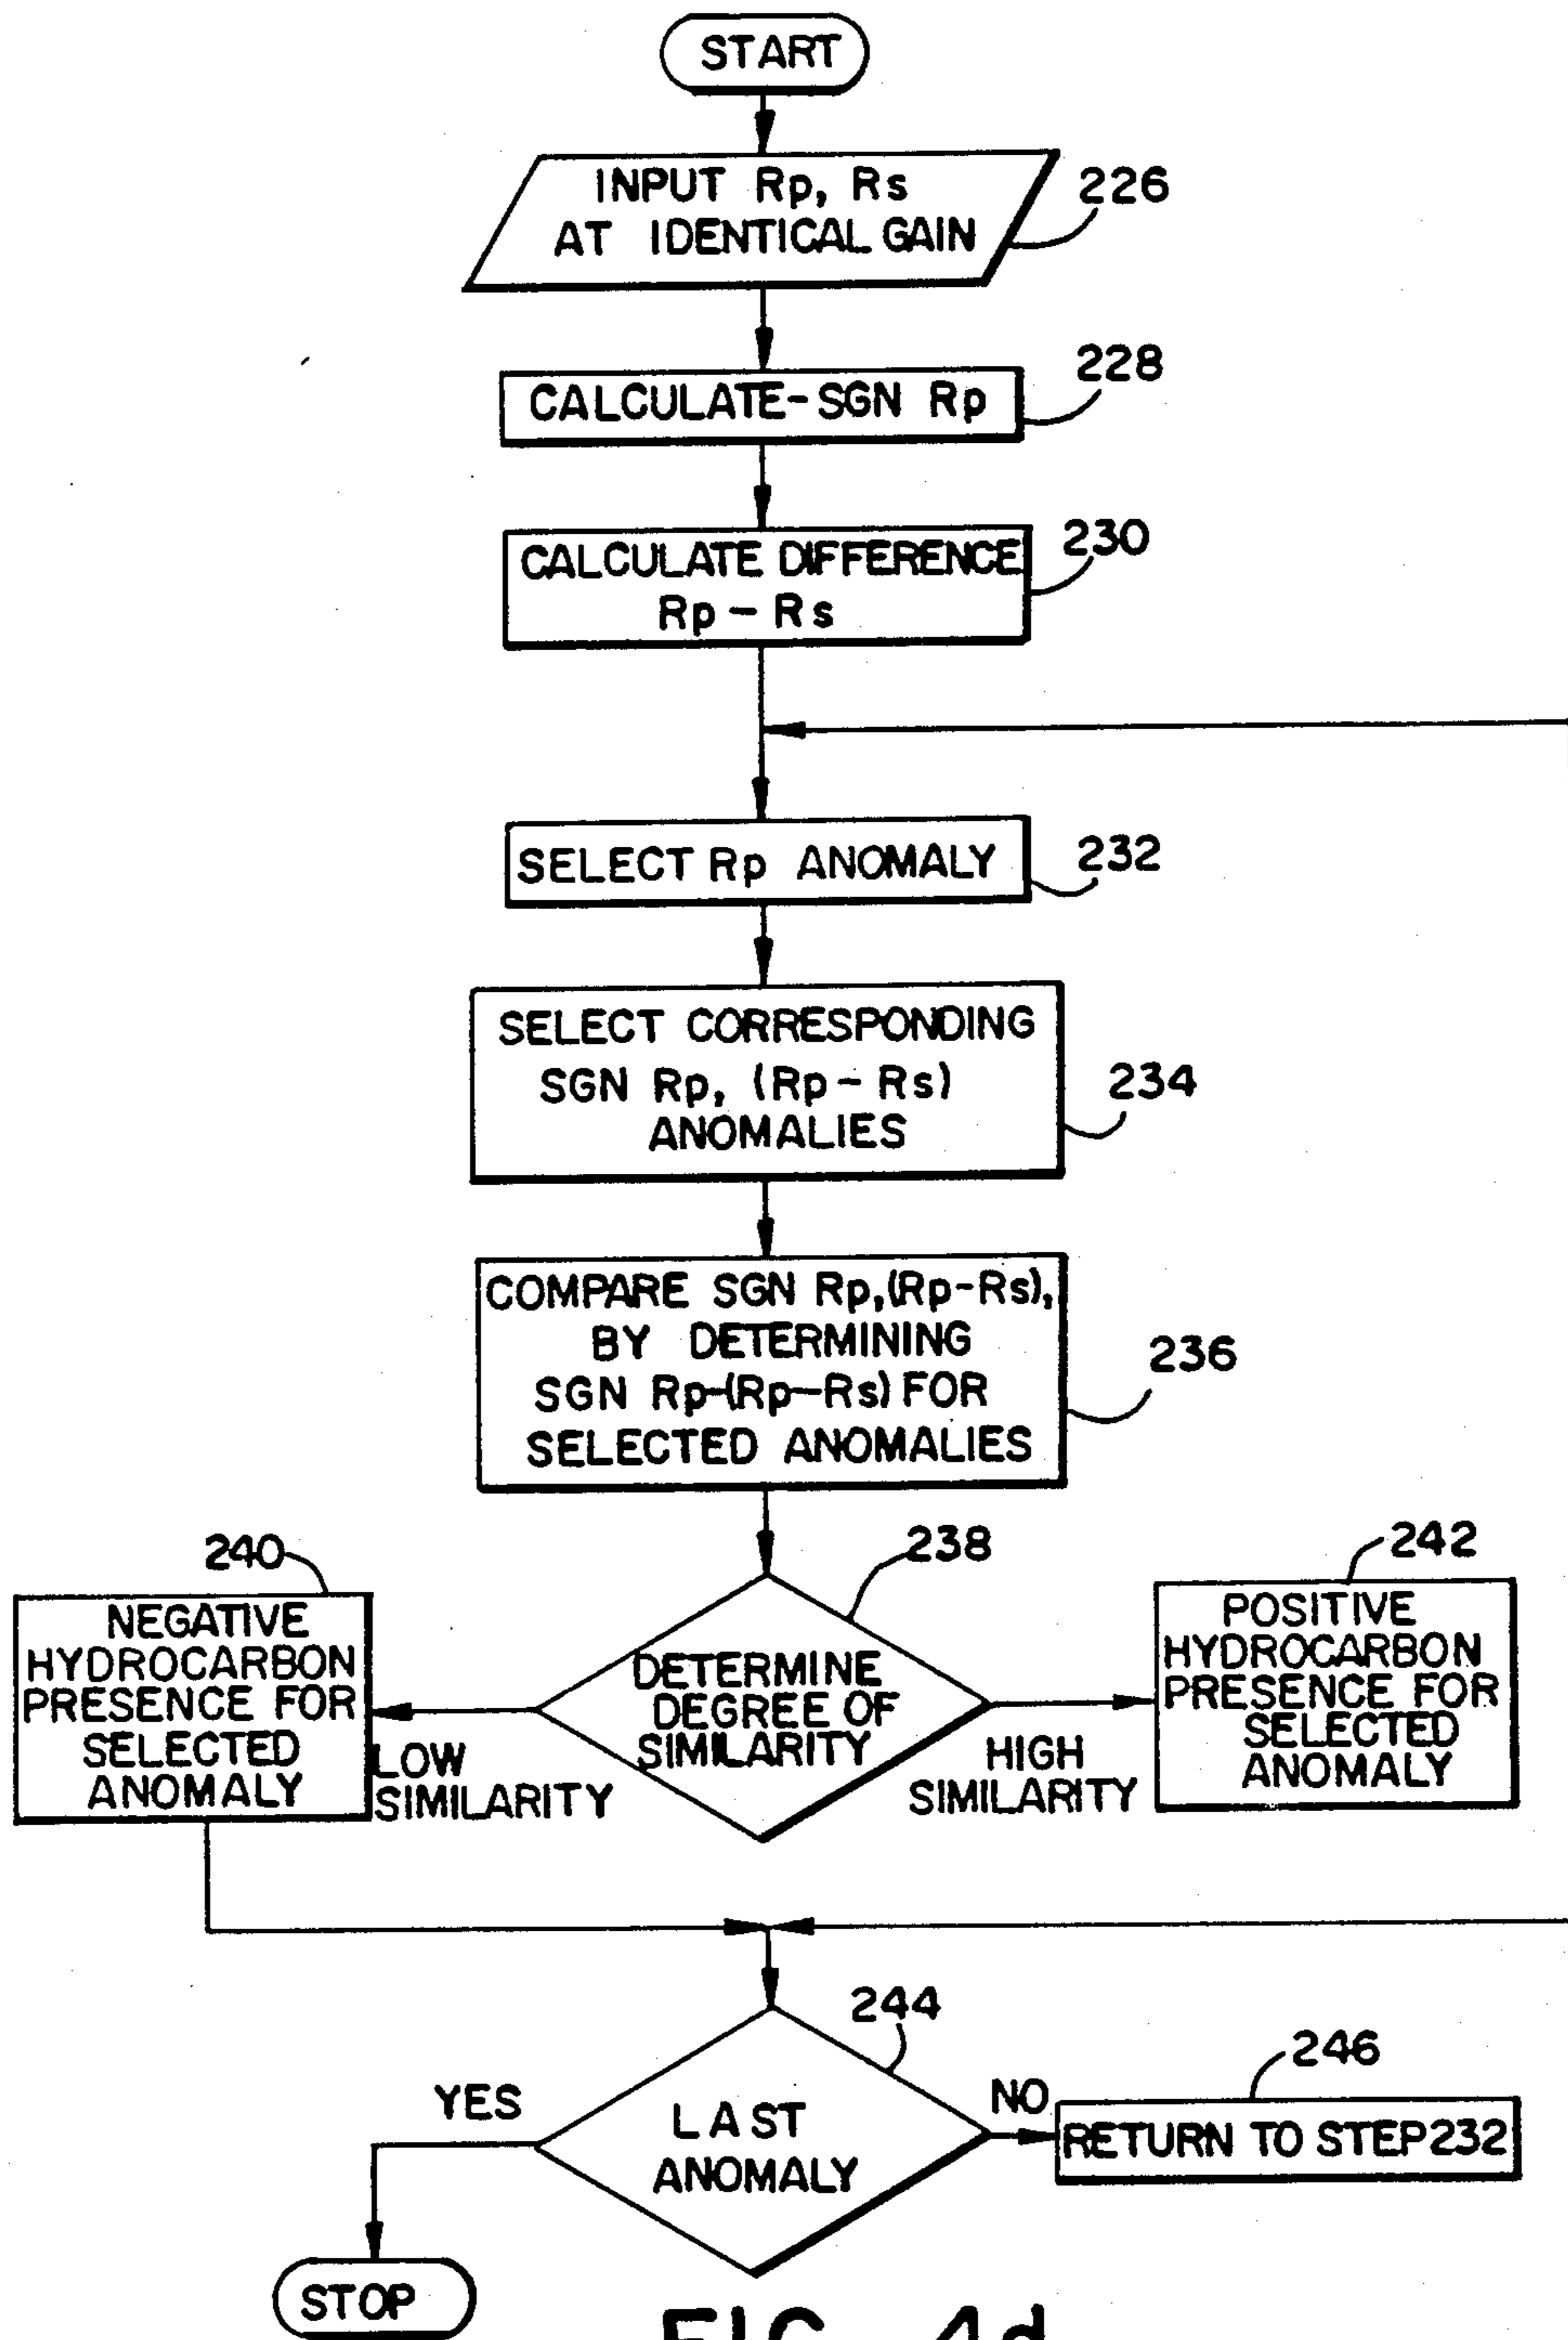 START
INPUT Rp, Rs
AT IDENTICAL GAIN
226
CALCULATE-SGN Rp
228
CALCULATE DIFFERENCE
Rp - Rs
230
SELECT Rp ANOMALY
232
SELECT CORRESPONDING
SGN Rp, (Rp - Rs)
ANOMALIES
234
COMPARE SGN Rp,(Rp-Rs),
BY DETERMINING
SGN Rp-(Rp-Rs) FOR
SELECTED ANOMALIES
236
240
NEGATIVE
HYDROCARBON
PRESENCE FOR
SELECTED
ANOMALY
238
DETERMINE
DEGREE OF
SIMILARITY
LOW
SIMILARITY
HIGH
SIMILARITY
242
POSITIVE
HYDROCARBON
PRESENCE FOR
SELECTED
ANOMALY
244
LAST
ANOMALY
YES
NO
246
RETURN TO STEP 232
STOP
FIG. 4d